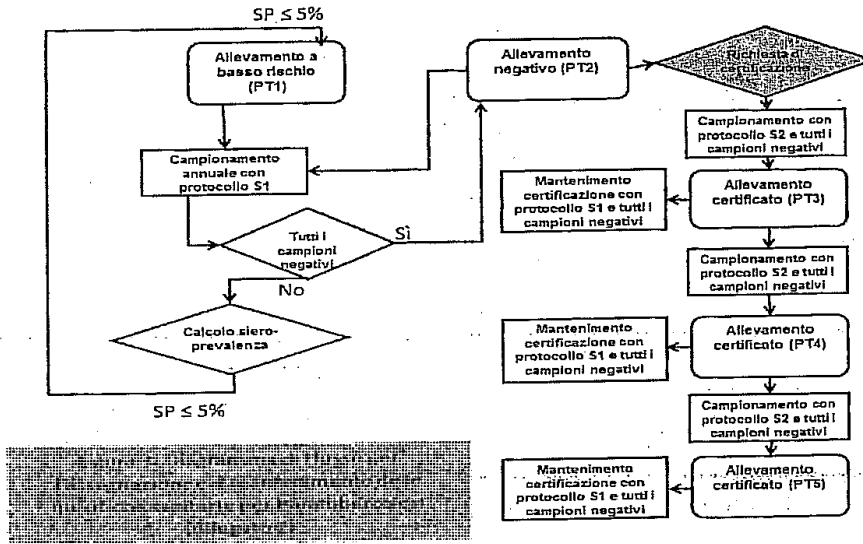 SP ≤ 5%
Allevamento a
basso rischio
(PT1)
Campionamento
annuale con
protocollo S1
Tutti i
campioni
negativi
Sì
No
Calcolo siero-
prevalenza
SP ≤ 5%
Allevamento
negativo (PT2)
Richiesta di
certificazione
Campionamento con
protocollo S2 e tutti i
campioni negativi
Allevamento
certificato (PT3)
Mantenimento
certificazione con
protocollo S1 e tutti i
campioni negativi
Campionamento con
protocollo S2 e tutti i
campioni negativi
Allevamento
certificato (PT4)
Mantenimento
certificazione con
protocollo S1 e tutti i
campioni negativi
Campionamento con
protocollo S2 e tutti i
campioni negativi
Allevamento
certificato (PT5)
Mantenimento
certificazione con
protocollo S1 e tutti i
campioni negativi